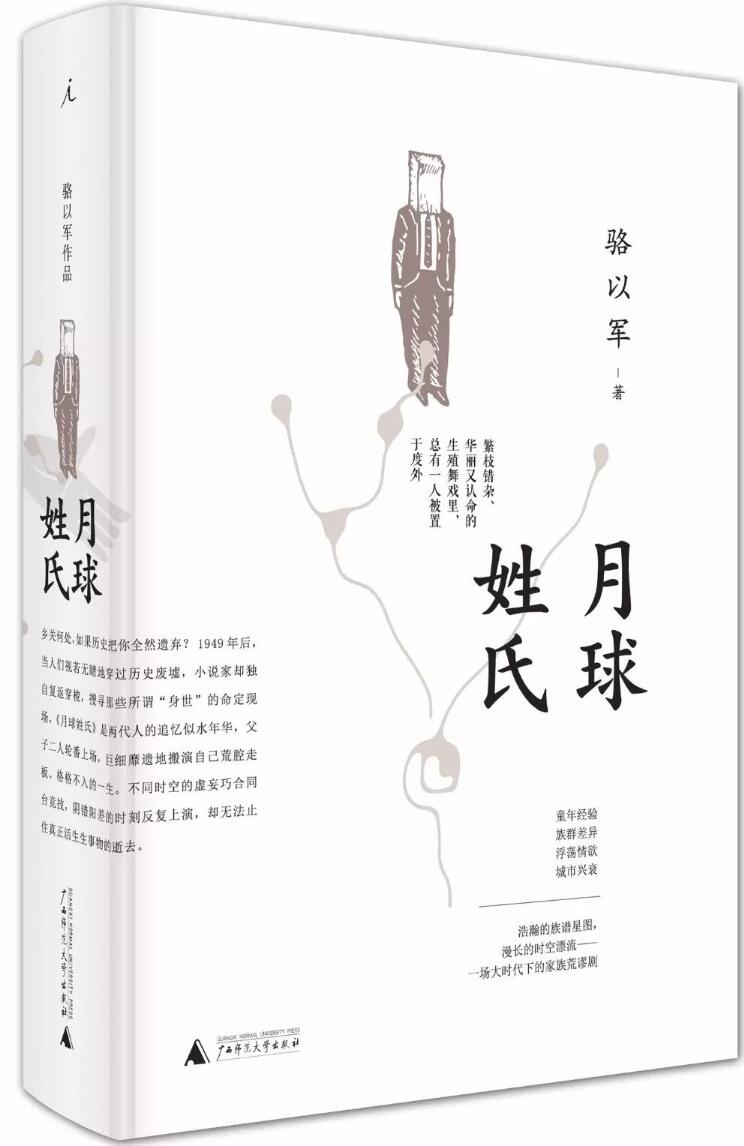 i
骆以军作品
月球
姓氏
乡关何处，如果历史把你全然遗弃？1949年后，
当人们视若无睹地穿过历史废墟，小说家却独
自复返穿梭，搜寻那些所谓“身世”的命定现
场。《月球姓氏》是两代人的追忆似水年华，父
子二人轮番上场，巨细靡遗地搬演自己荒腔走
板、格格不入的一生。不同时空的虚妄巧合同
台竞技，阴错阳差的时刻反复上演，却无法止
住真正活生生事物的逝去。
GUANGXI NORMAL UNIVERSITY PRESS
广西师范大学出版社
骆以军
著
繁枝错杂、
华丽又认命的
生殖舞戏里，
总有一人被置
于度外
月球
姓氏
童年经验
族群差异
浮荡情欲
城市兴衰
浩瀚的族谱星图，
漫长的时空漂流——
一场大时代下的家族荒谬剧
GUANGXI NORMAL UNIVERSITY PRESS
广西师范大学出版社